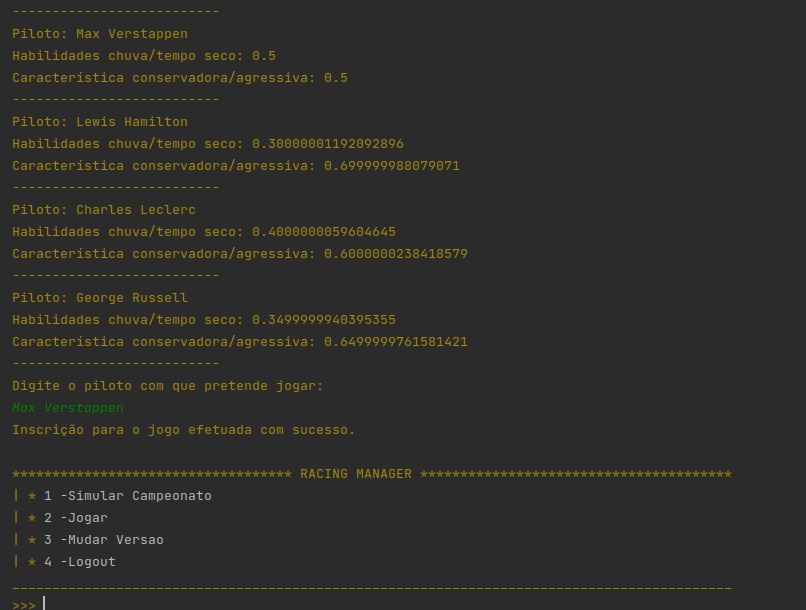 --------------------------
Piloto: Max Verstappen
Habilidades chuva/tempo seco: 0.5
Característica conservadora/agressiva: 0.5
--------------------------
Piloto: Lewis Hamilton
Habilidades chuva/tempo seco: 0.30000001192092896
Característica conservadora/agressiva: 0.699999988079071
--------------------------
Piloto: Charles Leclerc
Habilidades chuva/tempo seco: 0.4000000059604645
Característica conservadora/agressiva: 0.6000000238418579
--------------------------
Piloto: George Russell
Habilidades chuva/tempo seco: 0.3499999940395355
Característica conservadora/agressiva: 0.6499999761581421
--------------------------
Digite o piloto com que pretende jogar:
Max Verstappen
Inscrição para o jogo efetuada com sucesso.

*********************************** RACING MANAGER ***************************************
| * 1 -Simular Campeonato
| * 2 -Jogar
| * 3 -Mudar Versao
| * 4 -Logout
__________________________________________________________________________________________
>>>